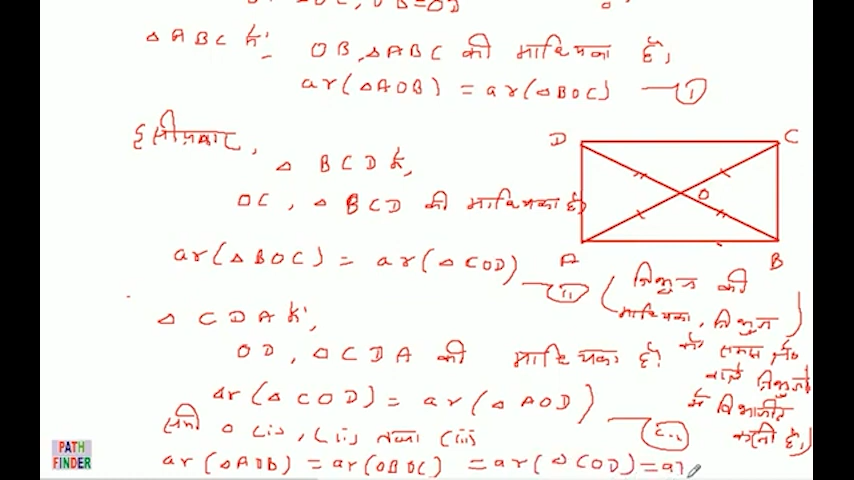 △ABC में
OB, △ABC की माध्यिका है,
ar(△AOB) = ar(△BOC) — (i)
इसी प्रकार,
△ BCD में,
OC, △ BCD की माध्यिका है,
ar(△BOC) = ar(△COD) — (ii)
△ CDA में,
OD, △CDA की माध्यिका है।
ar(△COD) = ar(△AOD) — (iii)
समी० (i), (ii) तथा (iii)
ar(△AOB) = ar(△BOC) = ar(△COD) = ar
D C
O
A B
(त्रिभुज की
माध्यिका, त्रिभुज
को समान क्षे०
वाले त्रिभुजों
में विभाजित
करती है,)
PATH
FINDER